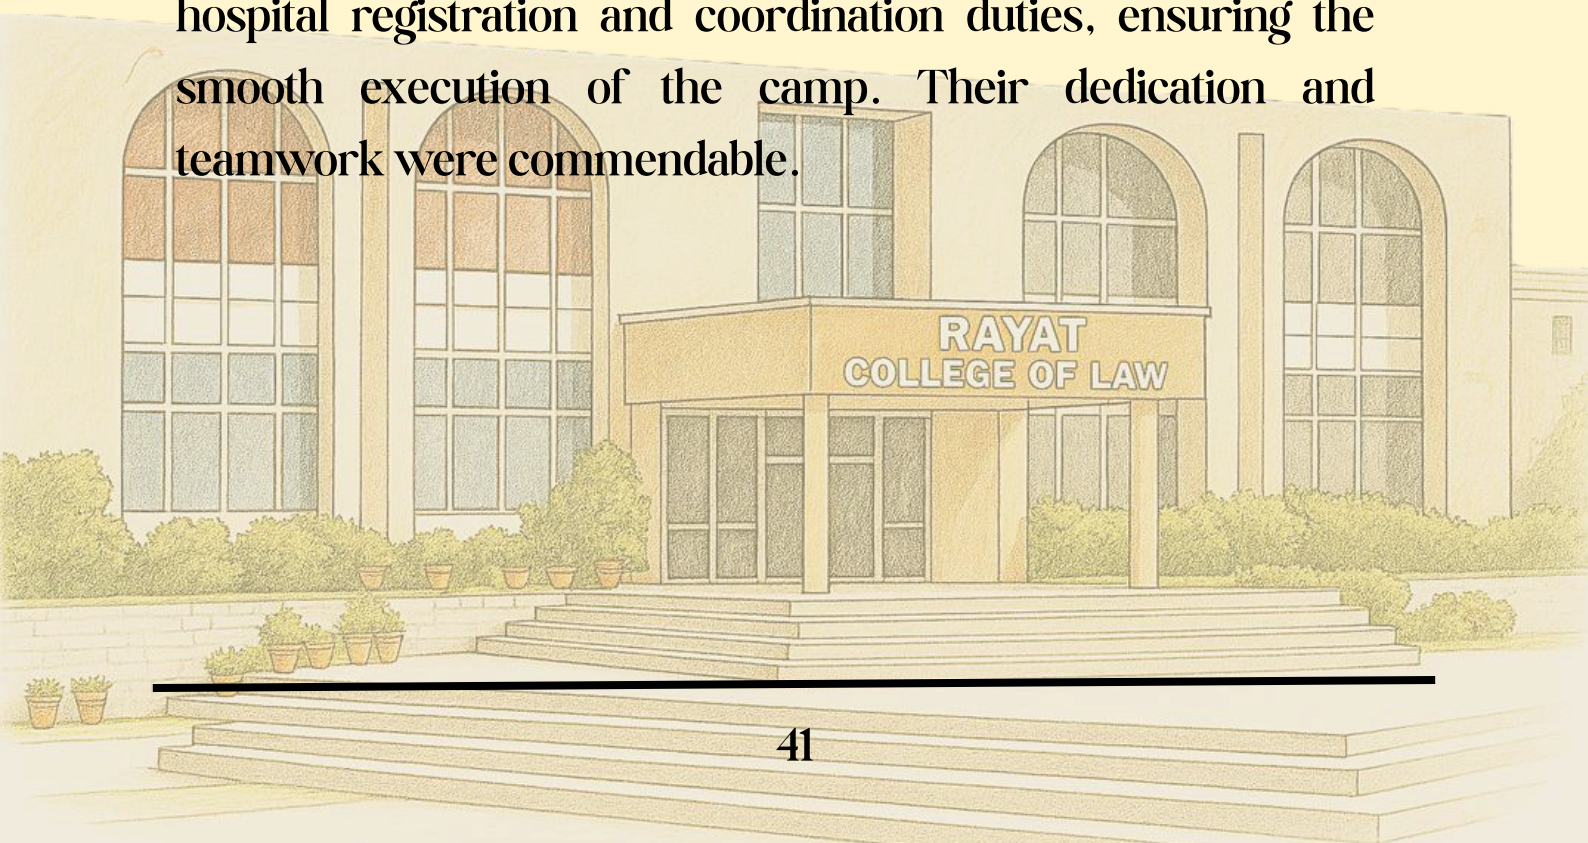 hospital registration and coordination duties, ensuring the
smooth execution of the camp. Their dedication and
teamwork were commendable.
RAYAT
COLLEGE OF LAW
41